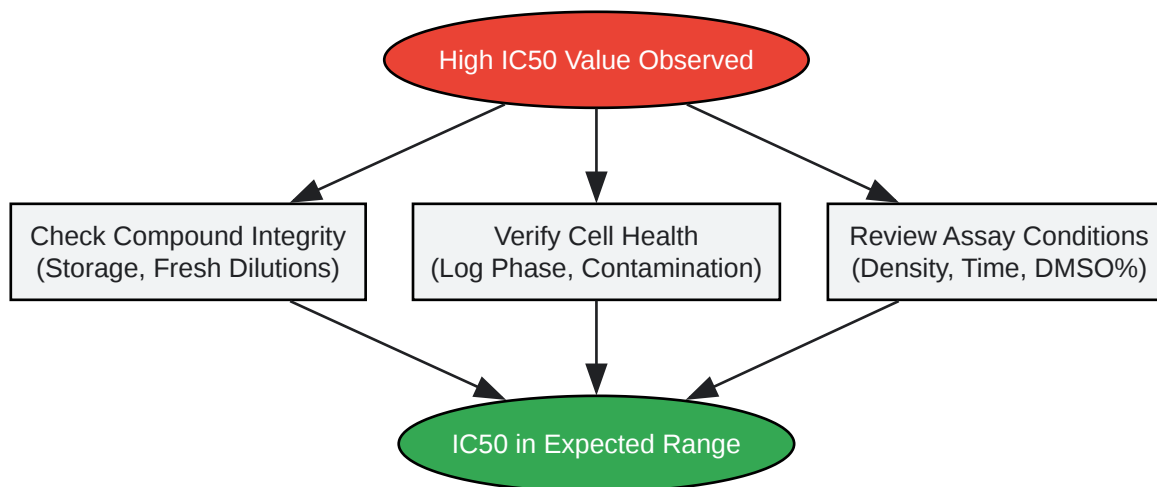 High IC50 Value Observed
Check Compound Integrity
(Storage, Fresh Dilutions)
Verify Cell Health
(Log Phase, Contamination)
Review Assay Conditions
(Density, Time, DMSO%)
IC50 in Expected Range